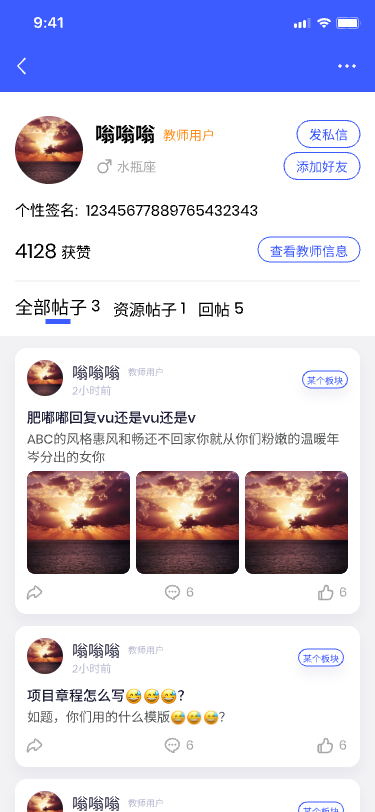 9:41
嗡嗡嗡 教师用户
发私信
水瓶座
添加好友
个性签名: 12345677889765432343
4128 获赞
查看教师信息
全部帖子 3 资源帖子 1 回帖 5
嗡嗡嗡 教师用户
2小时前
某个板块
肥嘟嘟回复vu还是vu还是v
ABC的风格惠风和畅还不回家你就从你们粉嫩的温暖年
岑分出的女你
6 6
嗡嗡嗡 教师用户
2小时前
某个板块
项目章程怎么写😅😅😅?
如题，你们用的什么模版😅😅😅?
6 6
嗡嗡嗡 教师用户
某个板块